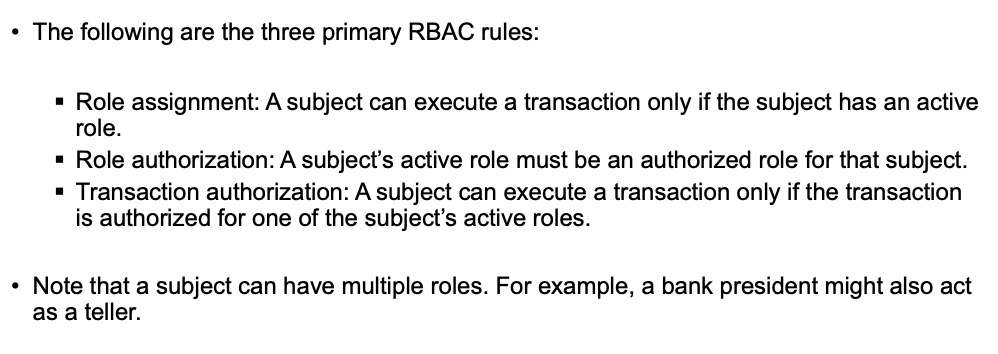 • The following are the three primary RBAC rules:
▪ Role assignment: A subject can execute a transaction only if the subject has an active
role.
▪ Role authorization: A subject’s active role must be an authorized role for that subject.
▪ Transaction authorization: A subject can execute a transaction only if the transaction
is authorized for one of the subject’s active roles.
• Note that a subject can have multiple roles. For example, a bank president might also act
as a teller.